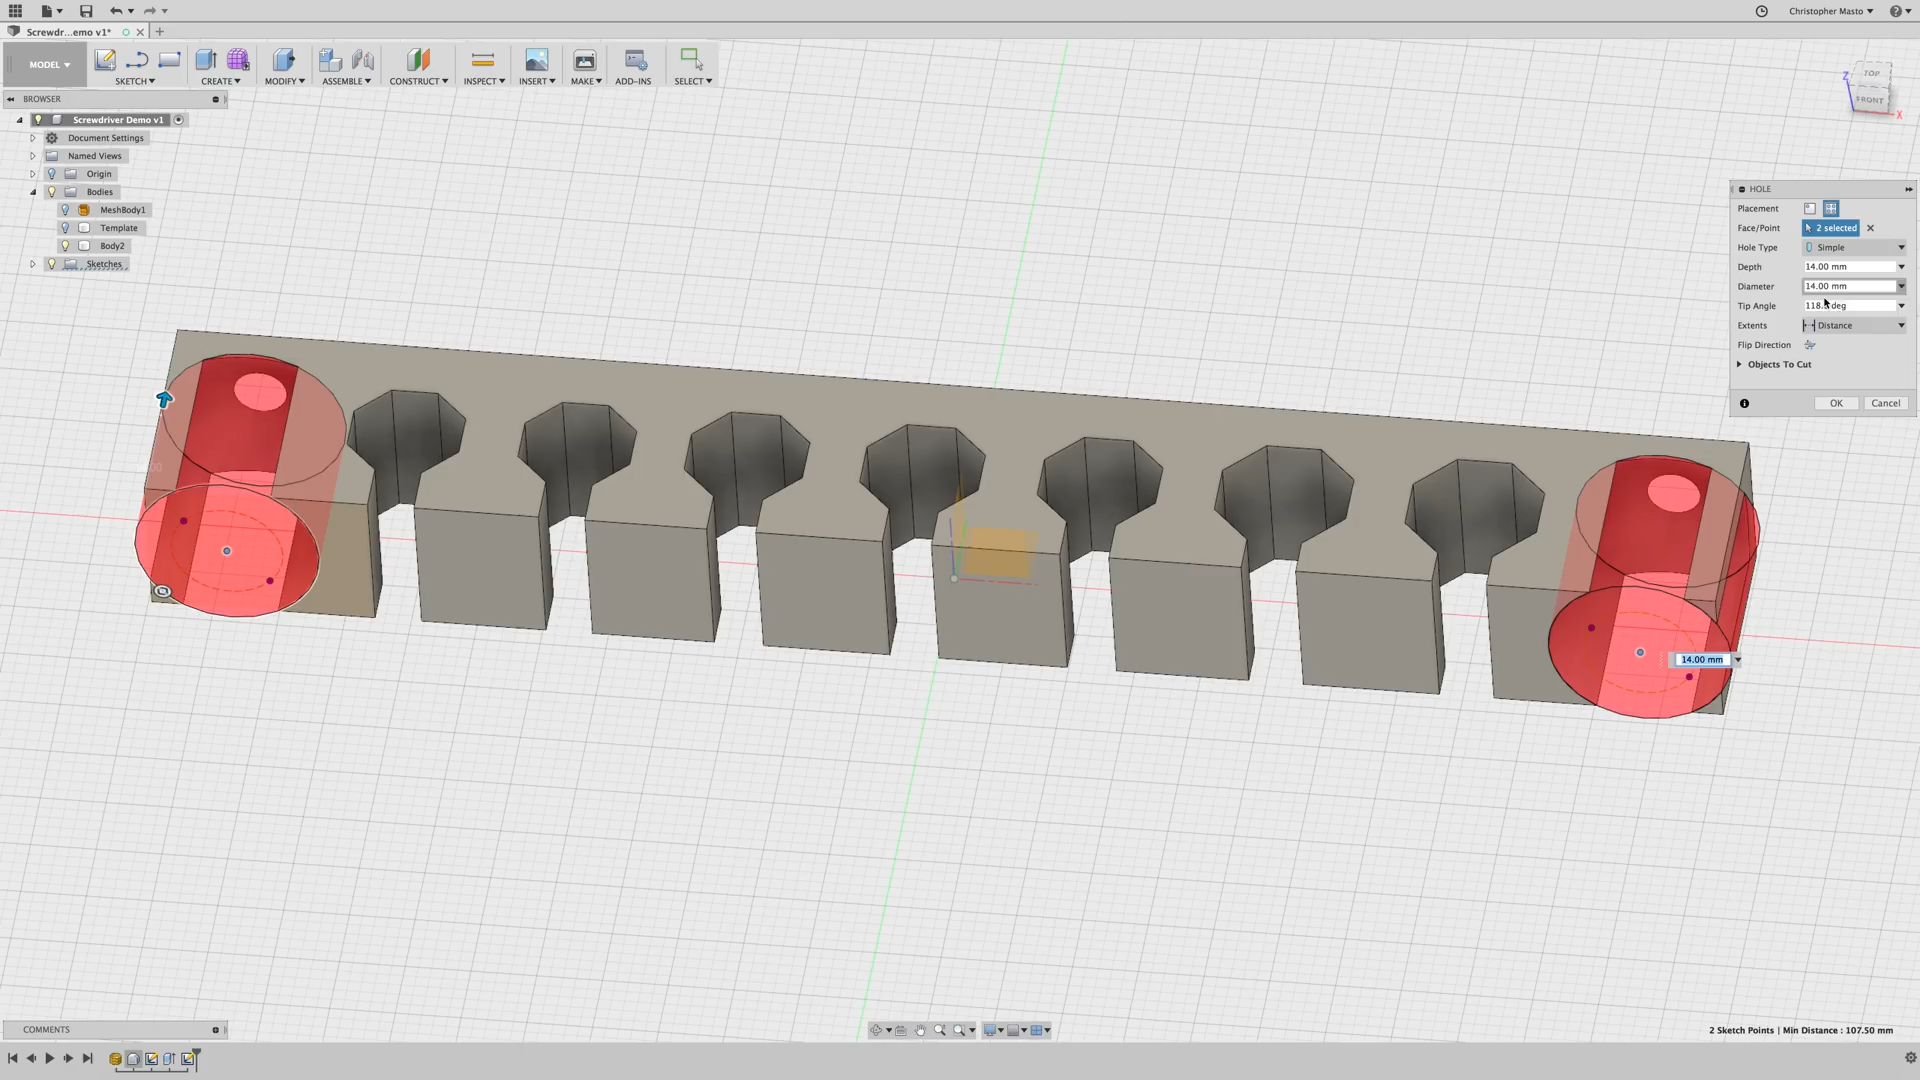 Christopher Masto
Screwdr...emo v1*
MODEL
SKETCH
CREATE
MODIFY
ASSEMBLE
CONSTRUCT
INSPECT
INSERT
MAKE
ADD-INS
SELECT
TOP
FRONT
Z
X
BROWSER
Screwdriver Demo v1
Document Settings
Named Views
Origin
Bodies
MeshBody1
Template
Body2
Sketches
HOLE
Placement
Face/Point 2 selected
Hole Type Simple
Depth 14.00 mm
Diameter 14.00 mm
Tip Angle deg
Extents Distance
Flip Direction
Objects To Cut
OK Cancel
14.00 mm
COMMENTS
2 Sketch Points | Min Distance : 107.50 mm